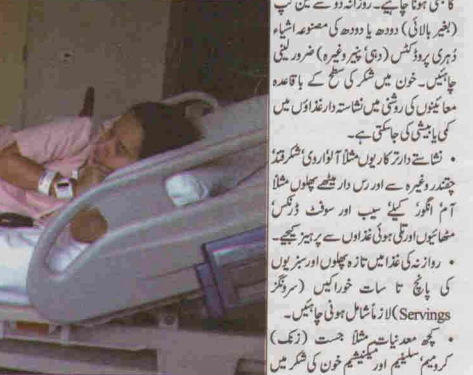 کا بھی ہونا چاہیے۔ روزانہ دو سے تین کپ
(بغیر بالائی) دودھ یا دودھ کی مصنوعہ اشیاء
ڈیری پروڈکٹس (دہی پنیر وغیرہ) ضرور لینی
چاہئیں۔ خون میں شکر کی سطح کے باقاعدہ
معائینوں کی روشنی میں نشاستہ دار غذاؤں میں
کمی یا بیشی کی جاسکتی ہے۔
• نشاستے دار ترکاریوں مثلاً آلو' اروی' شکر قند'
چقندر وغیرہ سے اور رس دار میٹھے پھلوں مثلاً
آم' انگور' کیلے' سیب اور سوفٹ ڈرنکس'
مٹھائیوں اور تلی ہوئی غذاوں سے پرہیز کیجیے۔
• روازنہ کی غذا میں تازہ پھلوں اور سبزیوں
کی پانچ تا سات خوراکیں (سرونگز
Servings) لازماً شامل ہونی چاہئیں۔
• کچھ معدنیات مثلاً جست (زنک)
کرومیم' سلینیم اور میگنیشیم خون کی شکر میں